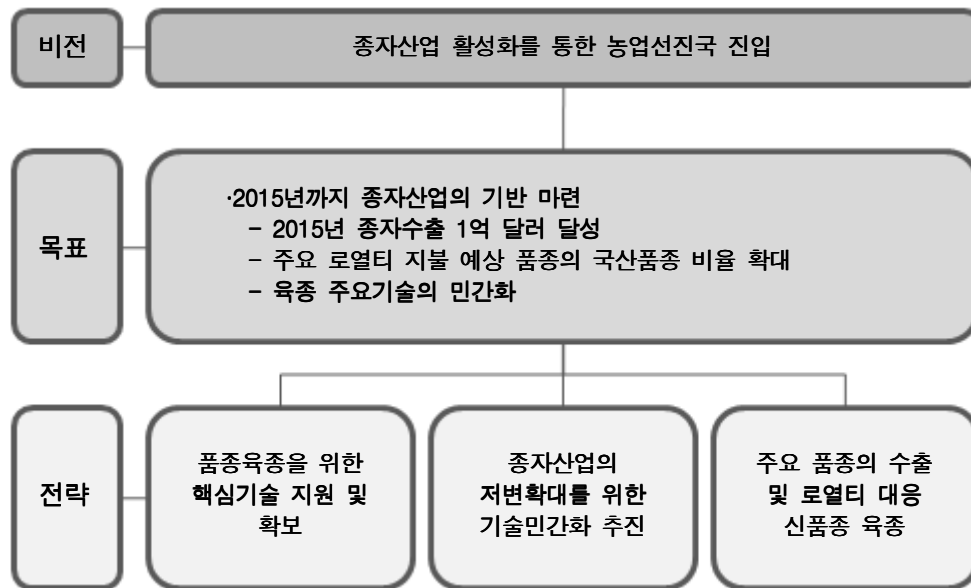 비전
종자산업 활성화를 통한 농업선진국 진입
목표
·2015년까지 종자산업의 기반 마련
– 2015년 종자수출 1억 달러 달성
– 주요 로열티 지불 예상 품종의 국산품종 비율 확대
– 육종 주요기술의 민간화
전략
품종육종을 위한
핵심기술 지원 및
확보
종자산업의
저변확대를 위한
기술민간화 추진
주요 품종의 수출
및 로열티 대응
신품종 육종